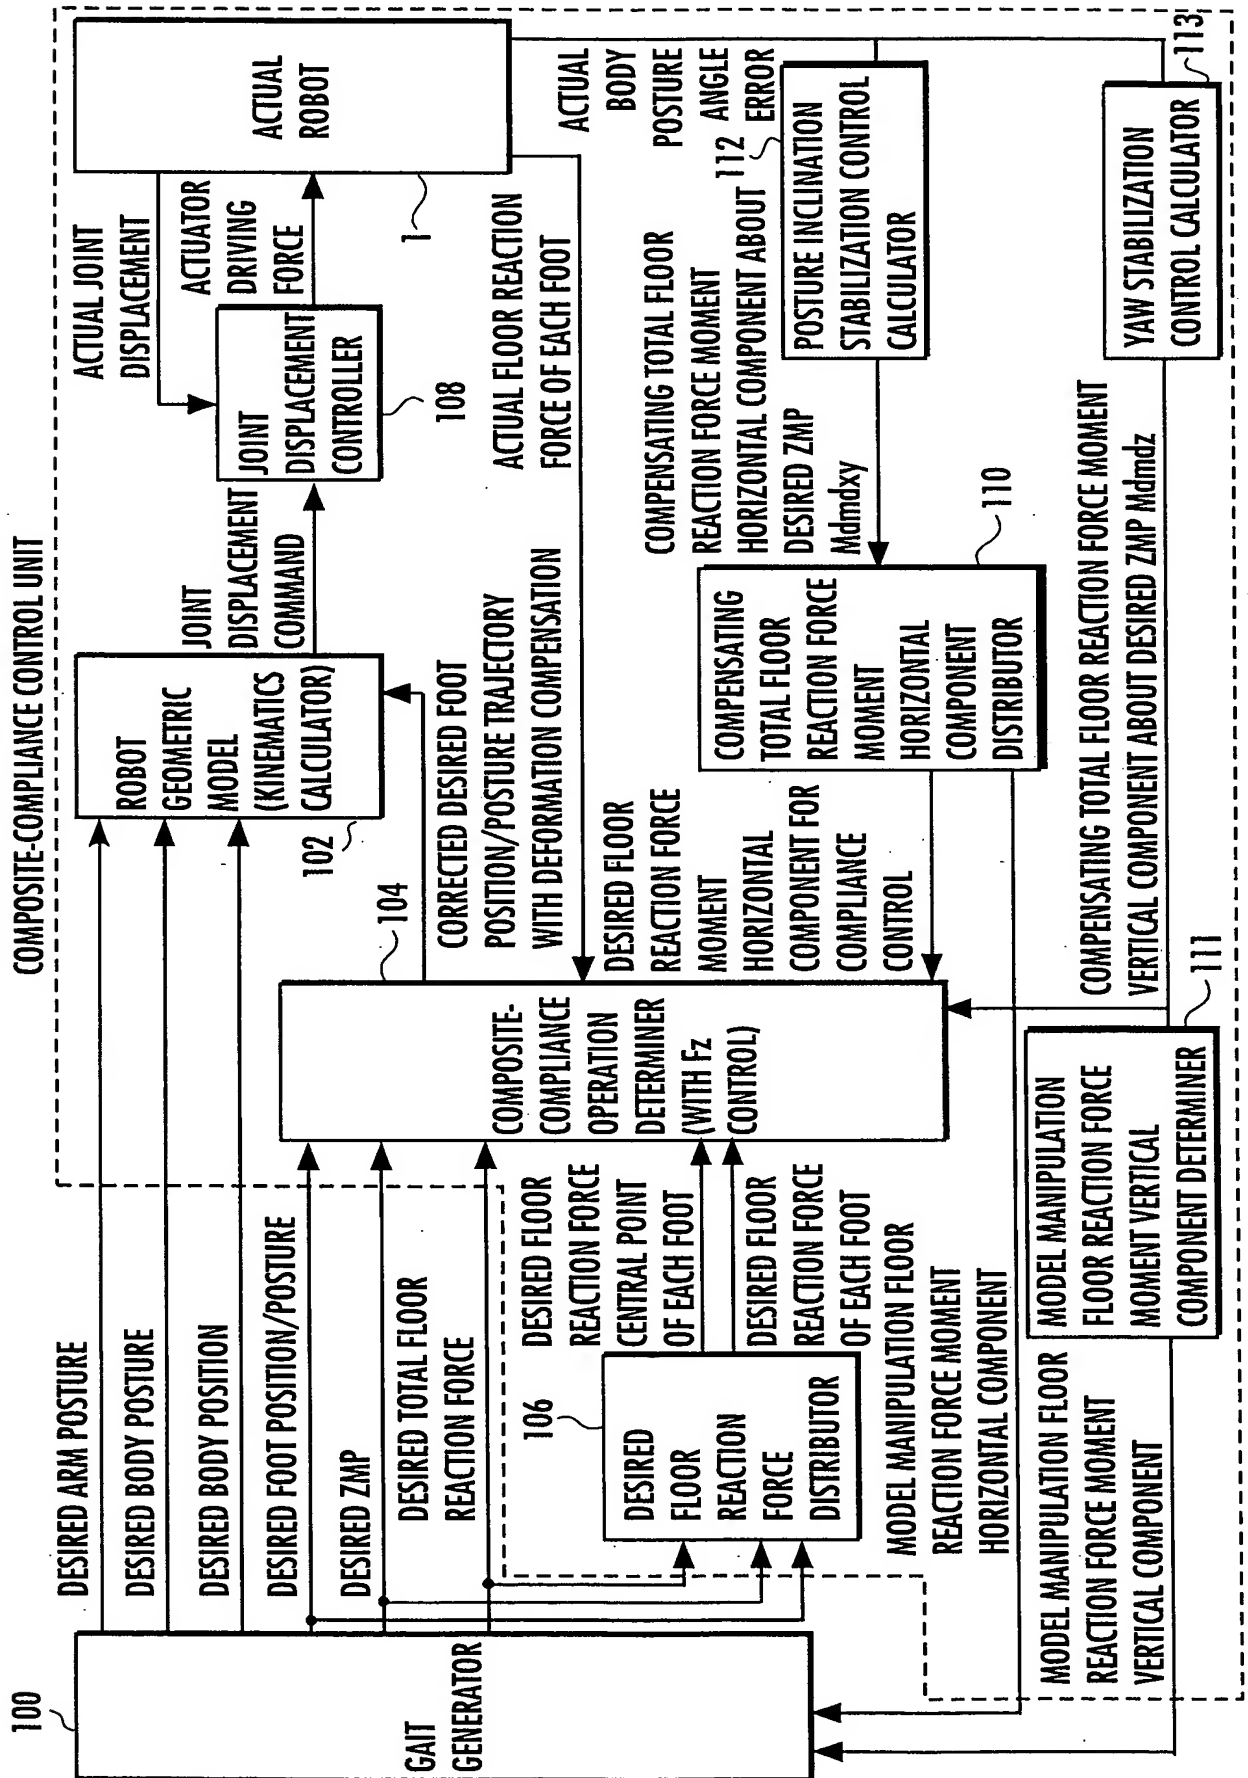 COMPOSITE-COMPLIANCE CONTROL UNIT
100
GAIT
GENERATOR
DESIRED ARM POSTURE
DESIRED BODY POSTURE
DESIRED BODY POSITION
DESIRED FOOT POSITION/POSTURE
DESIRED ZMP
DESIRED TOTAL FLOOR
REACTION FORCE
102
ROBOT
GEOMETRIC
MODEL
(KINEMATICS
CALCULATOR)
JOINT
DISPLACEMENT
COMMAND
JOINT
DISPLACEMENT
CONTROLLER
108
ACTUAL JOINT
DISPLACEMENT
ACTUATOR
DRIVING
FORCE
ACTUAL
ROBOT
1
104
CORRECTED DESIRED FOOT
POSITION/POSTURE TRAJECTORY
WITH DEFORMATION COMPENSATION
ACTUAL FLOOR REACTION
FORCE OF EACH FOOT
COMPOSITE-
COMPLIANCE
OPERATION
DETERMINER
(WITH Fz
CONTROL)
106
DESIRED
FLOOR
REACTION
FORCE
DISTRIBUTOR
DESIRED FLOOR
REACTION FORCE
CENTRAL POINT
OF EACH FOOT
DESIRED FLOOR
REACTION FORCE
OF EACH FOOT
DESIRED FLOOR
REACTION FORCE
MOMENT
HORIZONTAL
COMPONENT FOR
COMPLIANCE
CONTROL
COMPENSATING
TOTAL FLOOR
REACTION FORCE
MOMENT
HORIZONTAL
COMPONENT
DISTRIBUTOR
110
COMPENSATING TOTAL FLOOR
REACTION FORCE MOMENT
HORIZONTAL COMPONENT ABOUT
DESIRED ZMP
Mdmdxy
112
POSTURE INCLINATION
STABILIZATION CONTROL
CALCULATOR
ACTUAL
BODY
POSTURE
ANGLE
ERROR
MODEL MANIPULATION FLOOR
REACTION FORCE MOMENT
HORIZONTAL COMPONENT
MODEL MANIPULATION FLOOR
REACTION FORCE MOMENT
VERTICAL COMPONENT
MODEL MANIPULATION
FLOOR REACTION FORCE
MOMENT VERTICAL
COMPONENT DETERMINER
111
COMPENSATING TOTAL FLOOR REACTION FORCE MOMENT
VERTICAL COMPONENT ABOUT DESIRED ZMP Mdmdz
YAW STABILIZATION
CONTROL CALCULATOR
113